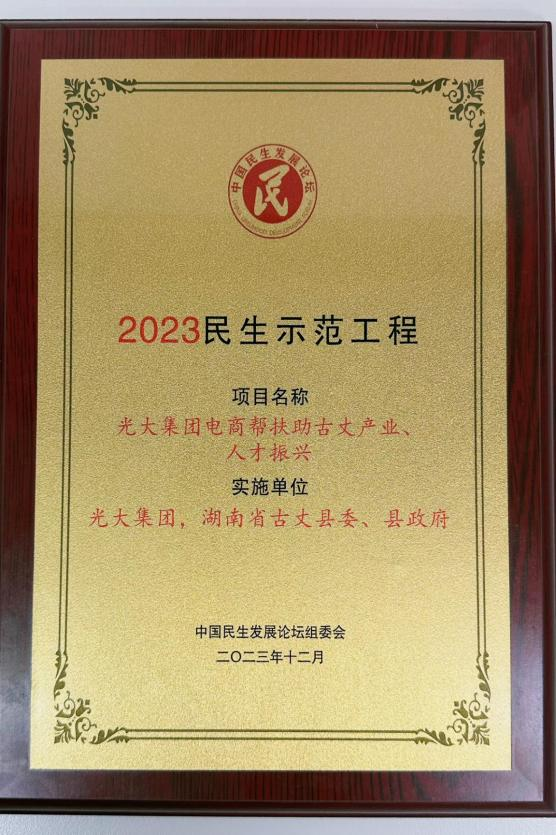 中国民生发展论坛
民
CHINA LIVELIHOOD DEVELOPMENT FORUM
2023民生示范工程
项目名称
光大集团电商帮扶助古丈产业、
人才振兴
实施单位
光大集团，湖南省古丈县委、县政府
中国民生发展论坛组委会
二〇二三年十二月